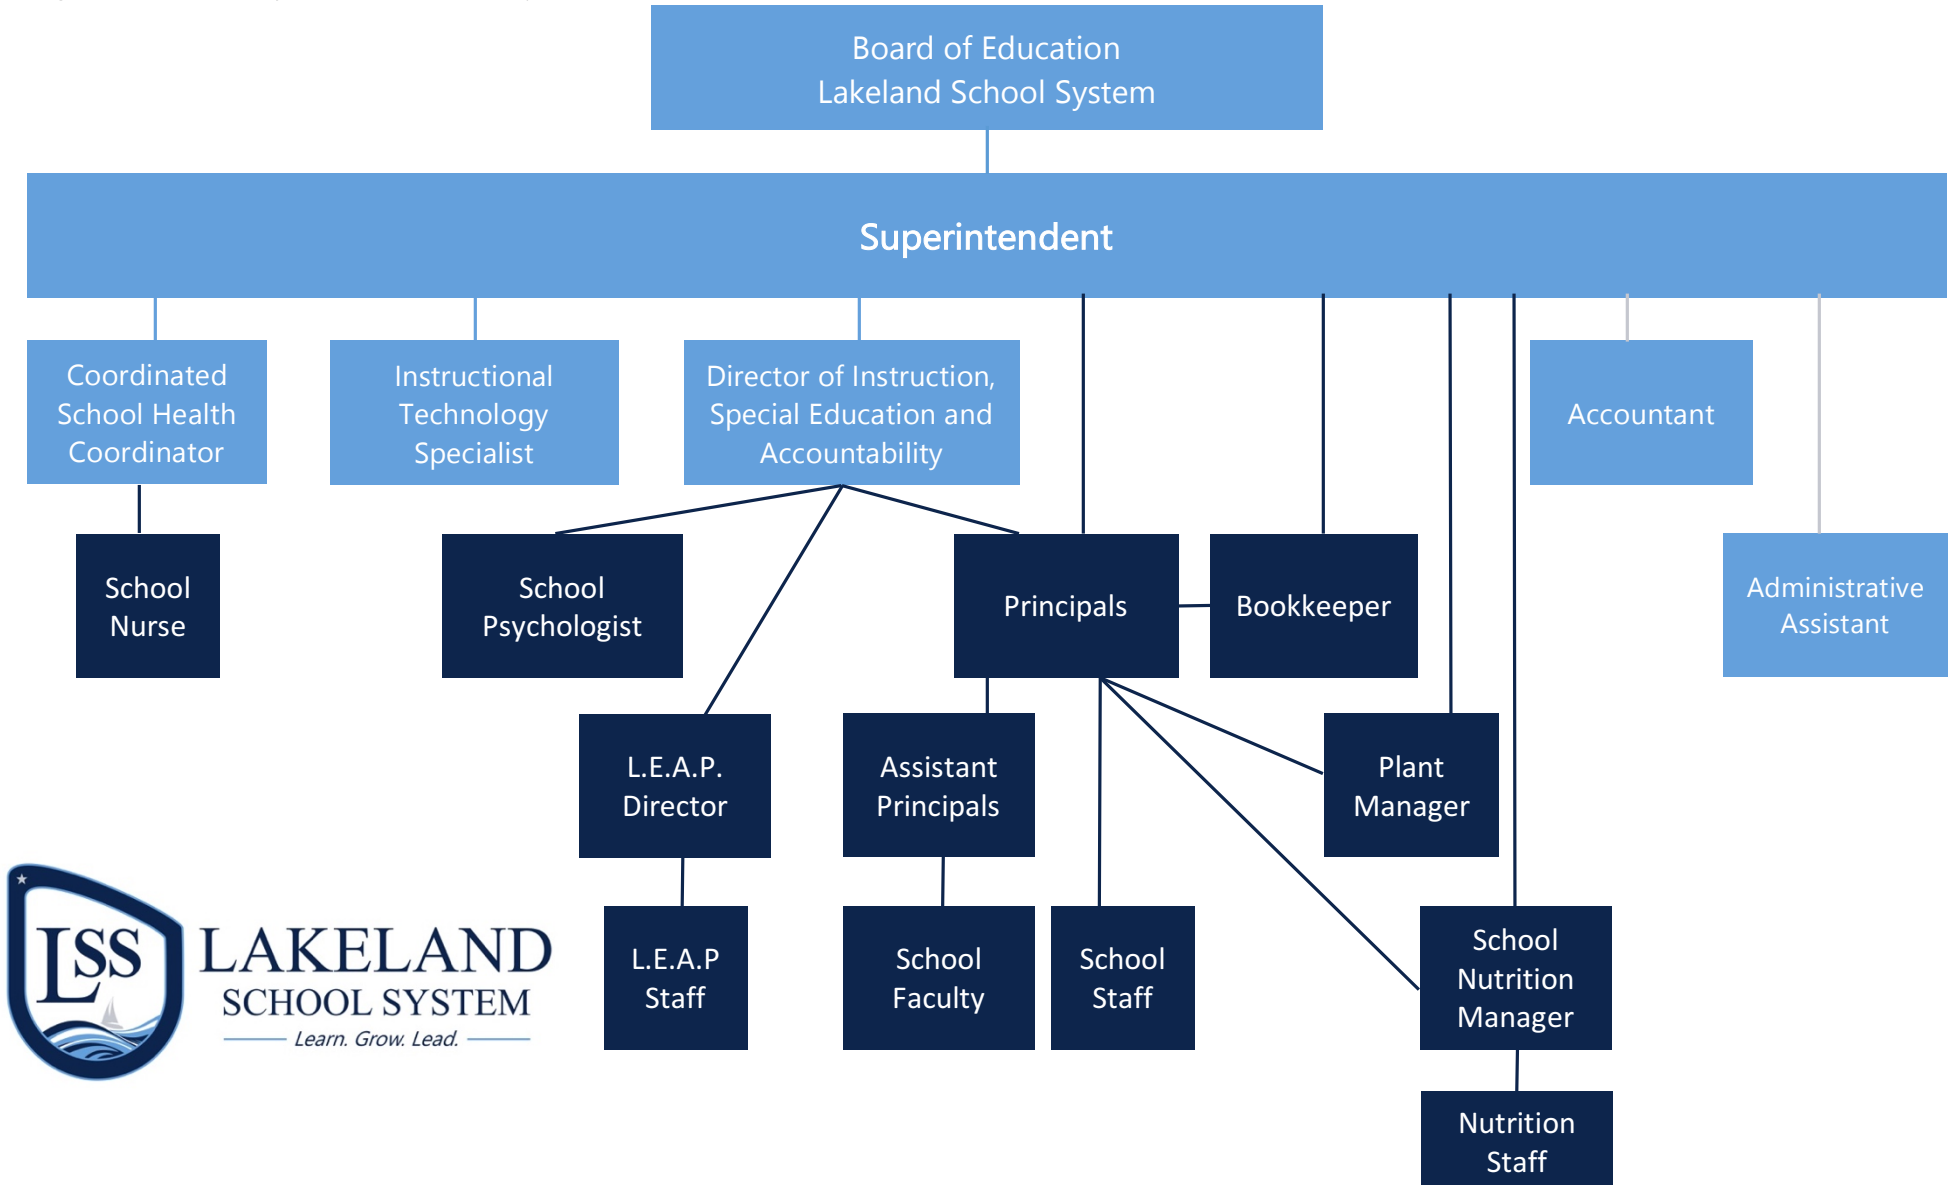 Board of Education
Lakeland School System
Superintendent
Coordinated
School Health
Coordinator
Instructional
Technology
Specialist
Director of Instruction,
Special Education and
Accountability
Accountant
School
Nurse
School
Psychologist
Principals
Bookkeeper
Administrative
Assistant
L.E.A.P.
Director
Assistant
Principals
Plant
Manager
L.E.A.P
Staff
School
Faculty
School
Staff
School
Nutrition
Manager
Nutrition
Staff
LSS
LAKELAND
SCHOOL SYSTEM
Learn. Grow. Lead.